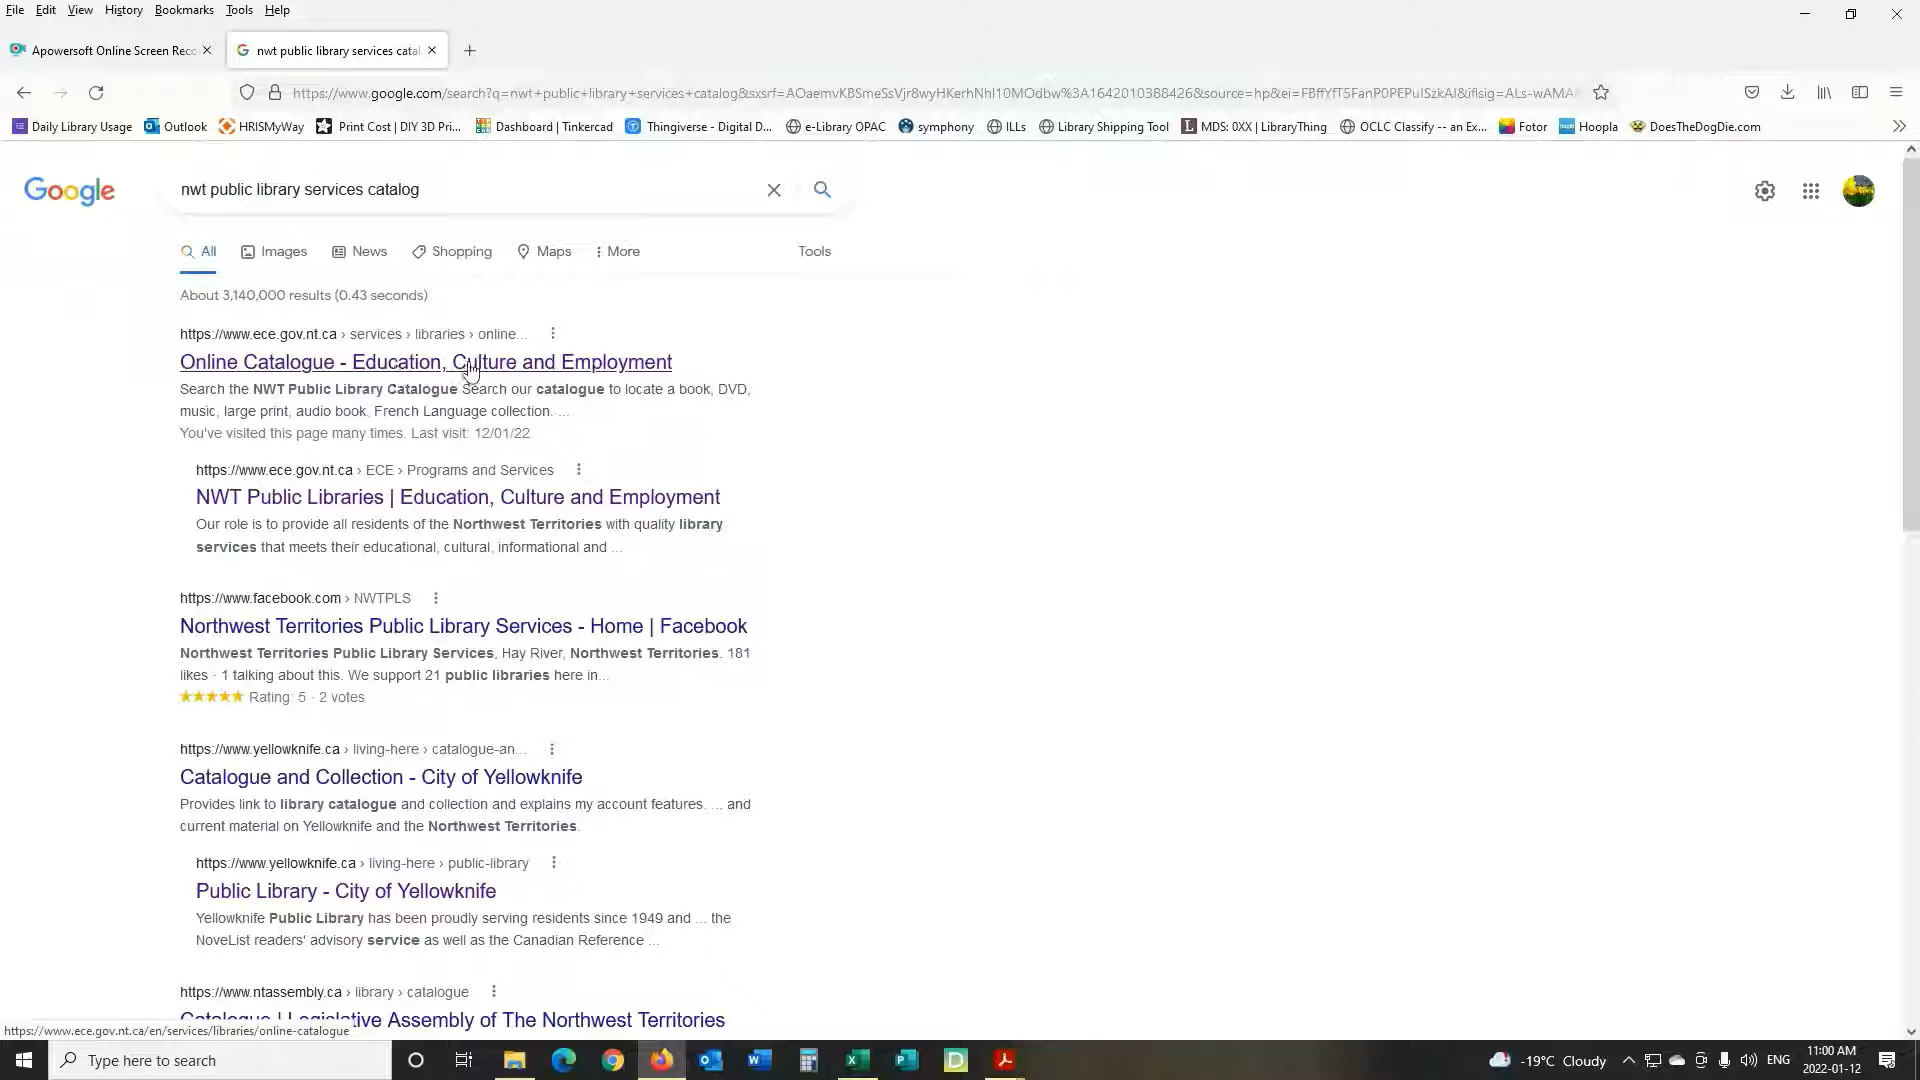 File Edit View History Bookmarks Tools Help
Apowersoft Online Screen Reco
nwt public library services cata
https://www.google.com/search?q=nwt+public+library+services+catalog&sxsrf=
Daily Library Usage Outlook HRISMyWay Print Cost | DIY 3D Pri... Dashboard | Tinkercad Thingiverse - Digital D... e-Library OPAC symphony ILLs Library Shipping Tool MDS: 0XX | LibraryThing OCLC Classify -- an Ex... Fotor Hoopla DoesTheDogDie.com
Google
nwt public library services catalog
All Images News Shopping Maps More Tools
About 3,140,000 results (0.43 seconds)
https://www.ece.gov.nt.ca › services › libraries › online...
Online Catalogue - Education, Culture and Employment
Search the NWT Public Library Catalogue Search our catalogue to locate a book, DVD,
music, large print, audio book, French Language collection. ...
You've visited this page many times. Last visit: 12/01/22
https://www.ece.gov.nt.ca › ECE › Programs and Services
NWT Public Libraries | Education, Culture and Employment
Our role is to provide all residents of the Northwest Territories with quality library
services that meets their educational, cultural, informational and ...
https://www.facebook.com › NWTPLS
Northwest Territories Public Library Services - Home | Facebook
Northwest Territories Public Library Services, Hay River, Northwest Territories. 181
likes · 1 talking about this. We support 21 public libraries here in...
Rating: 5 · 2 votes
https://www.yellowknife.ca › living-here › catalogue-an...
Catalogue and Collection - City of Yellowknife
Provides link to library catalogue and collection and explains my account features. ... and
current material on Yellowknife and the Northwest Territories.
https://www.yellowknife.ca › living-here › public-library
Public Library - City of Yellowknife
Yellowknife Public Library has been proudly serving residents since 1949 and ... the
NoveList readers' advisory service as well as the Canadian Reference ...
https://www.ntassembly.ca › library › catalogue
Catalogue | Legislative Assembly of The Northwest Territories
https://www.ece.gov.nt.ca/en/services/libraries/online-catalogue
Type here to search
-19°C Cloudy
ENG
11:00 AM
2022-01-12